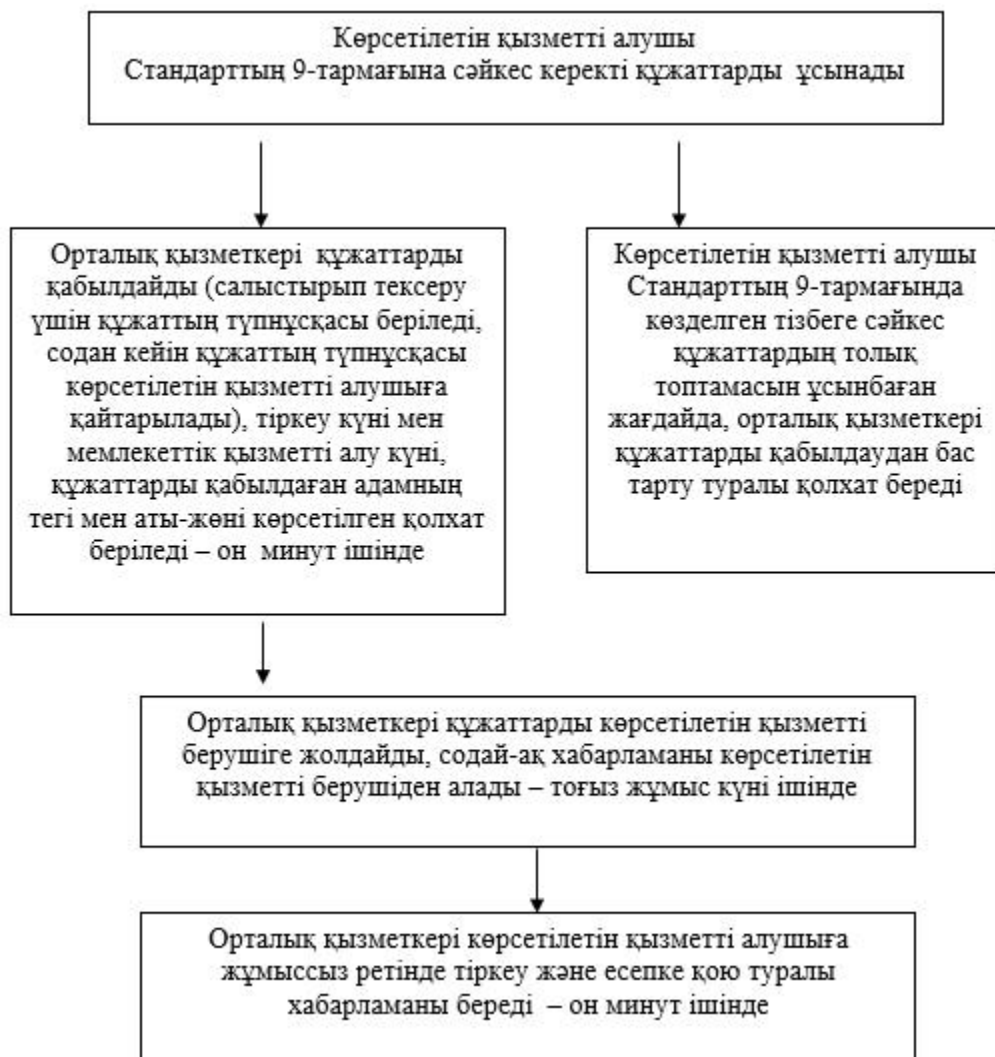 Көрсетілетін қызметті алушы
Стандарттың 9-тармағына сәйкес керекті құжаттарды ұсынады
Орталық қызметкері құжаттарды
қабылдайды (салыстырып тексеру
үшін құжаттың түпнұсқасы беріледі,
содан кейін құжаттың түпнұсқасы
көрсетілетін қызметті алушыға
қайтарылады), тіркеу күні мен
мемлекеттік қызметті алу күні,
құжаттарды қабылдаған адамның
тегі мен аты-жөні көрсетілген қолхат
беріледі – он минут ішінде
Көрсетілетін қызметті алушы
Стандарттың 9-тармағында
көзделген тізбеге сәйкес
құжаттардың толық
топтамасын ұсынбаған
жағдайда, орталық қызметкері
құжаттарды қабылдаудан бас
тарту туралы қолхат береді
Орталық қызметкері құжаттарды көрсетілетін қызметті
берушіге жолдайды, содай-ақ хабарламаны көрсетілетін
қызметті берушіден алады – тоғыз жұмыс күні ішінде
Орталық қызметкері көрсетілетін қызметті алушыға
жұмыссыз ретінде тіркеу және есепке қою туралы
хабарламаны береді – он минут ішінде